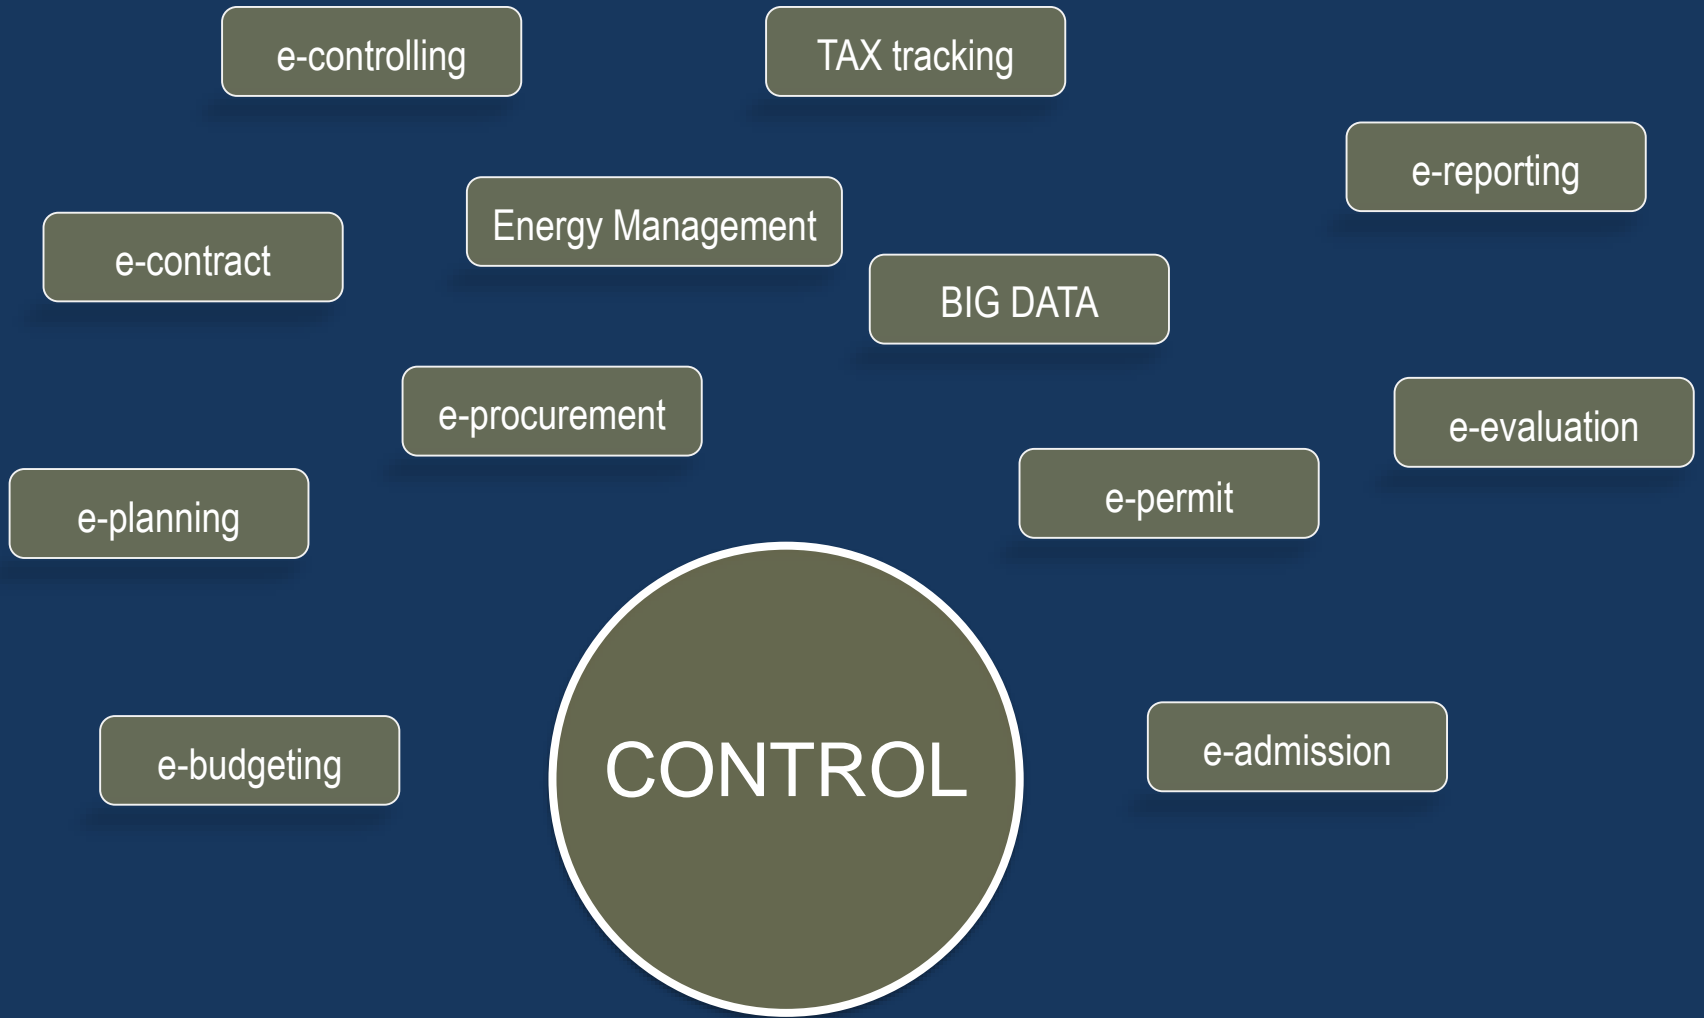 e-controlling
TAX tracking
e-reporting
Energy Management
e-contract
BIG DATA
e-procurement
e-evaluation
e-permit
e-planning
CONTROL
e-admission
e-budgeting